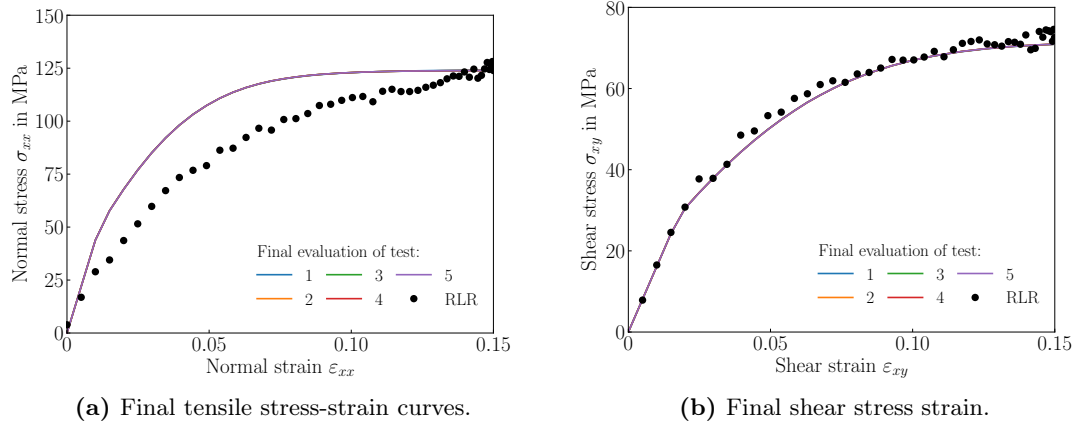 150
125
100
75
50
25
0
Normal stress σxx in MPa
Final evaluation of test:
1 3 5
2 4 RLR
0 0.05 0.10 0.15
Normal strain εxx
(a) Final tensile stress-strain curves.
80
60
40
20
0
Shear stress σxy in MPa
Final evaluation of test:
1 3 5
2 4 RLR
0 0.05 0.10 0.15
Shear strain εxy
(b) Final shear stress strain.